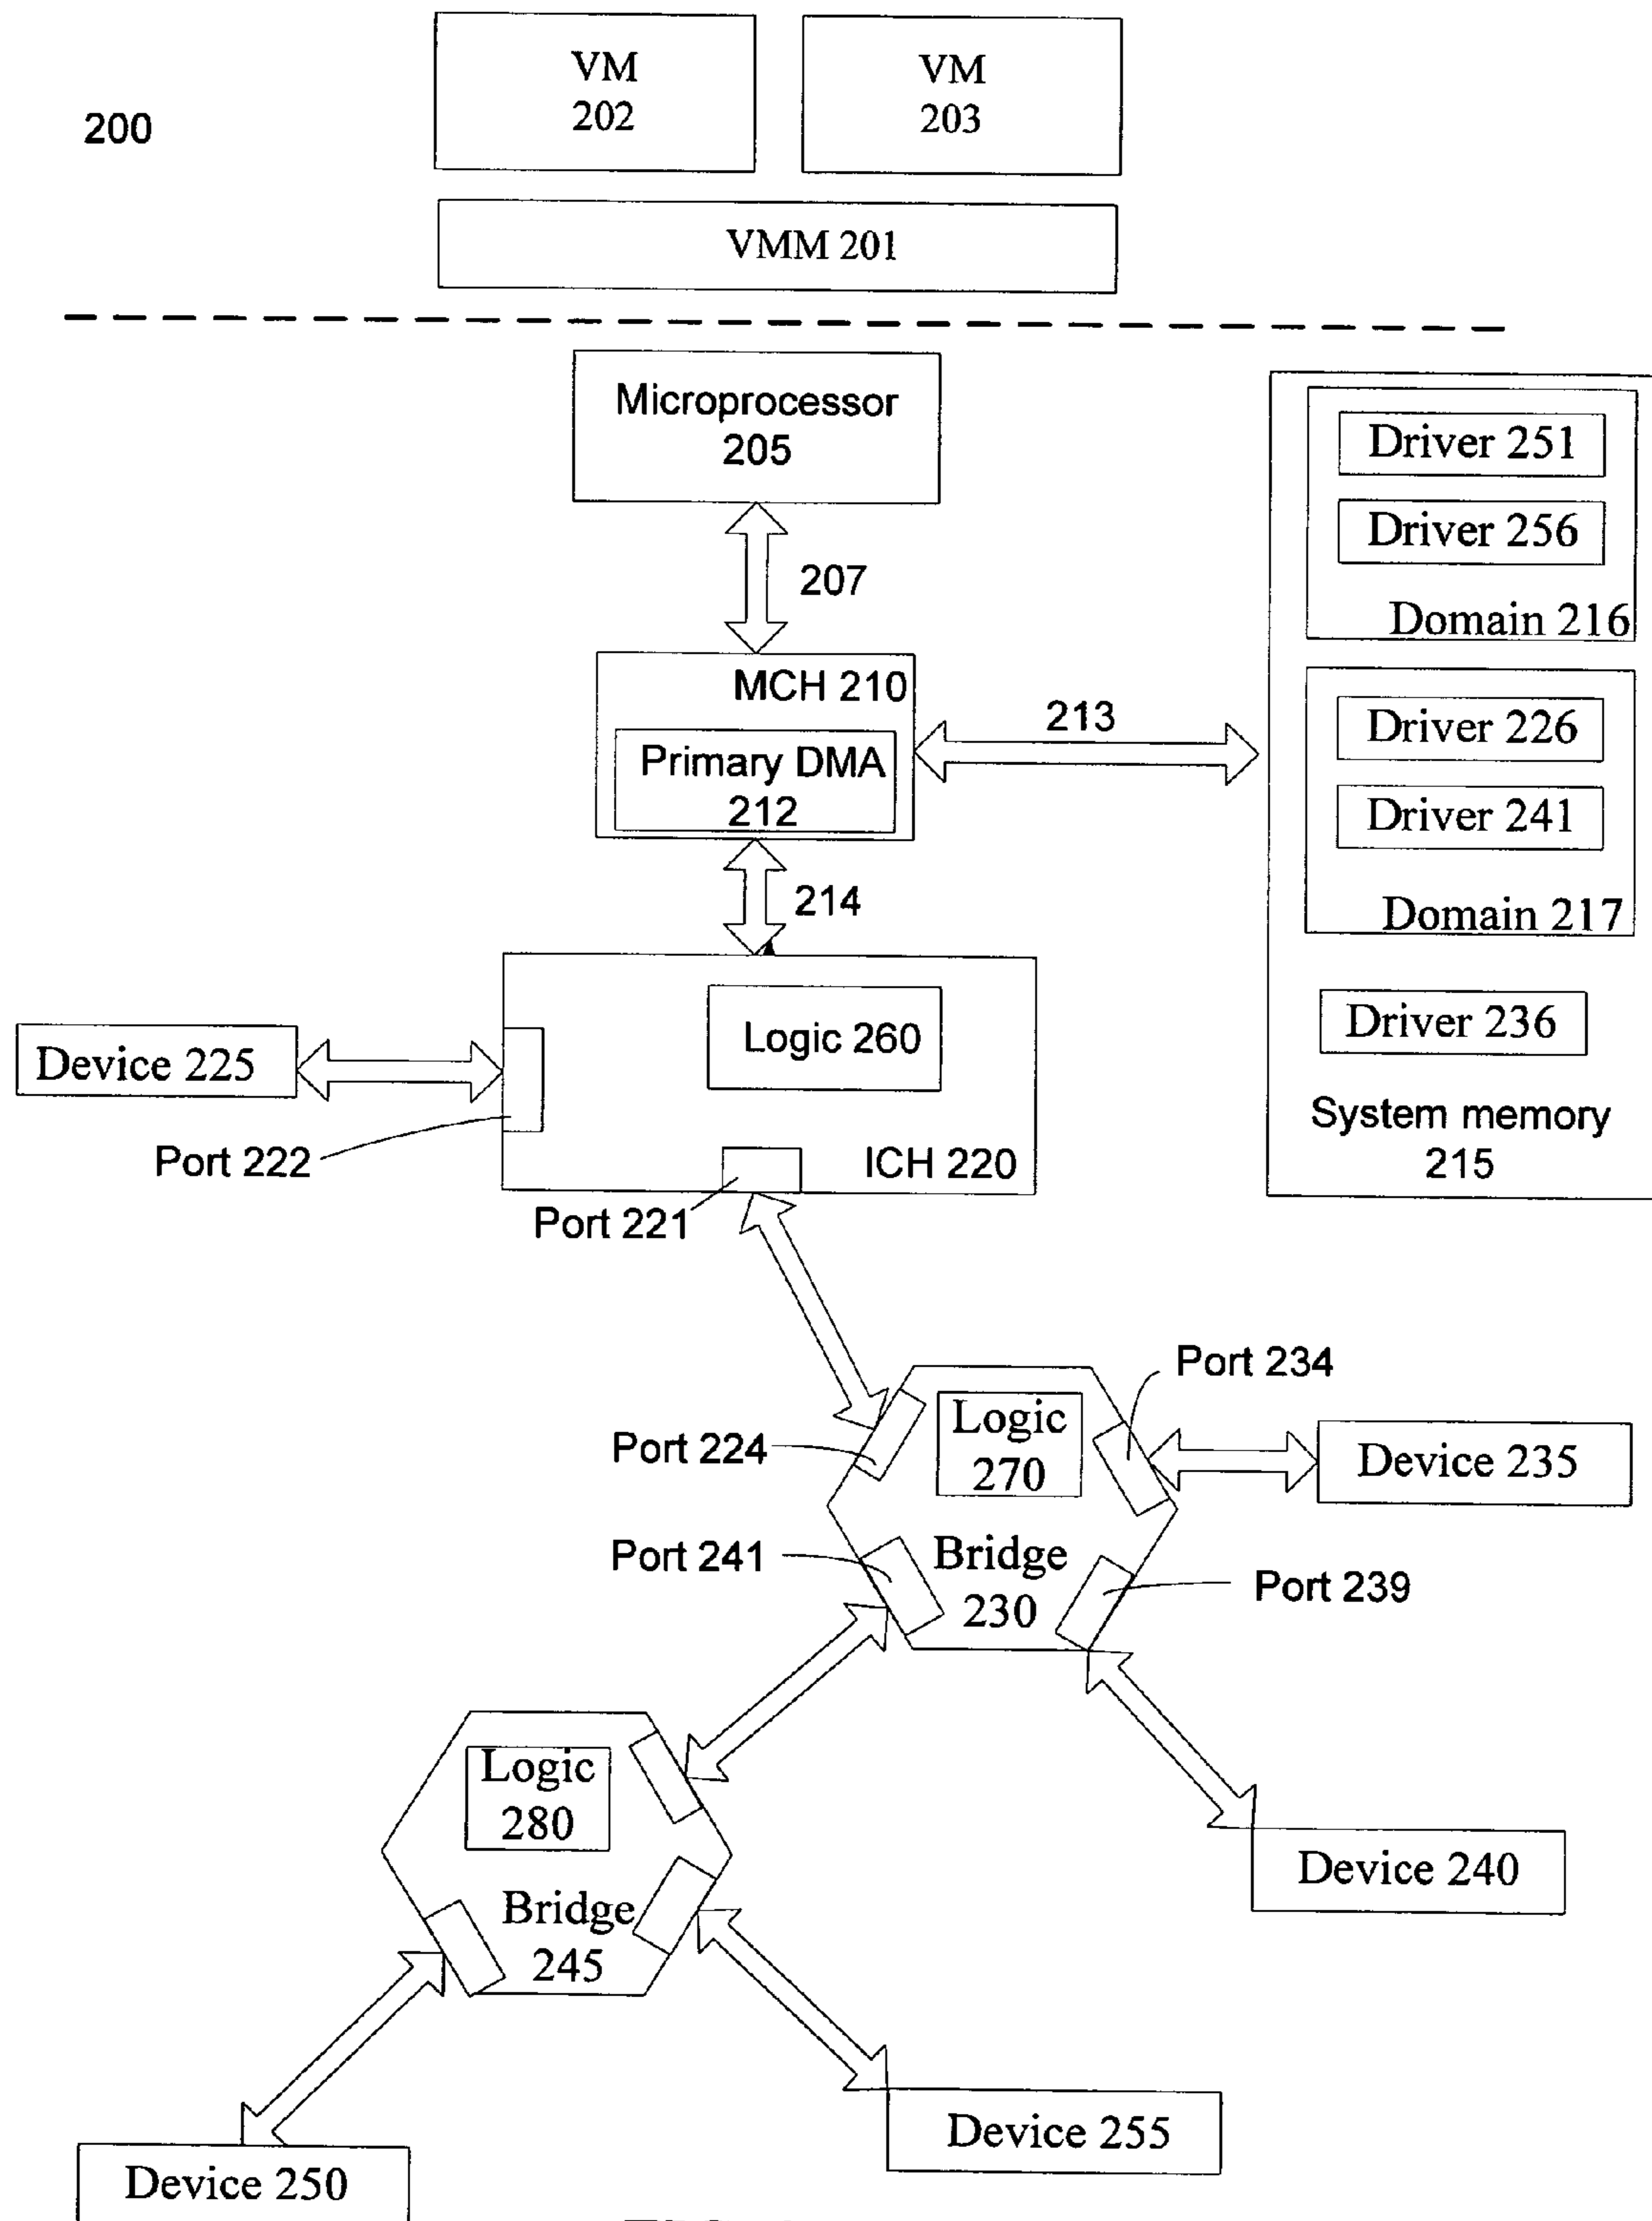 200
VM
202
VM
203
VMM 201
Microprocessor
205
207
MCH 210
Primary DMA
212
213
214
Driver 251
Driver 256
Domain 216
Driver 226
Driver 241
Domain 217
Driver 236
System memory
215
Device 225
Logic 260
Port 222
ICH 220
Port 221
Port 234
Logic
270
Port 224
Device 235
Port 241
Bridge
230
Port 239
Logic
280
Device 240
Bridge
245
Device 255
Device 250